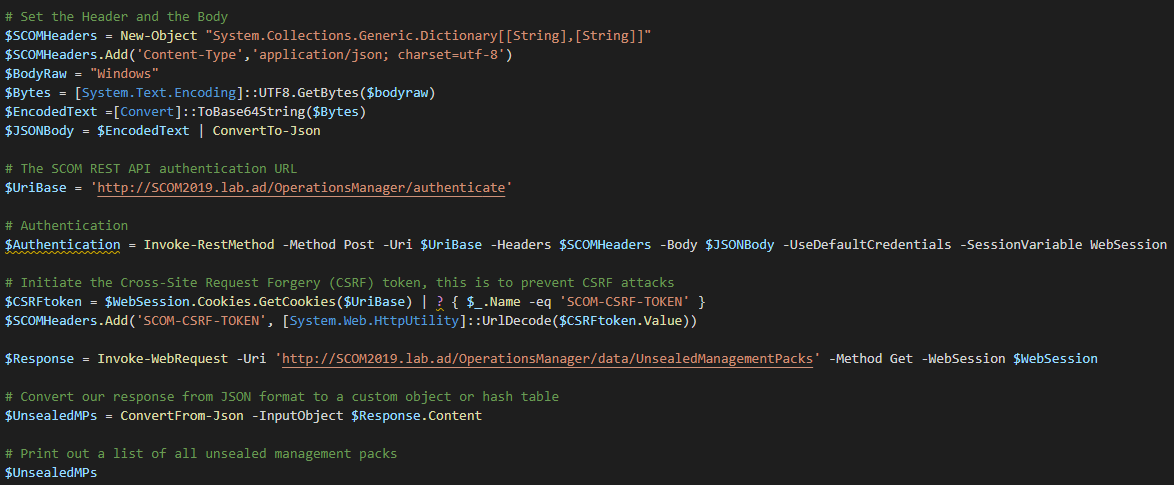 # Set the Header and the Body
$SCOMHeaders = New-Object "System.Collections.Generic.Dictionary[[String],[String]]"
$SCOMHeaders.Add('Content-Type','application/json; charset=utf-8')
$BodyRaw = "Windows"
$Bytes = [System.Text.Encoding]::UTF8.GetBytes($bodyraw)
$EncodedText =[Convert]::ToBase64String($Bytes)
$JSONBody = $EncodedText | ConvertTo-Json
# The SCOM REST API authentication URL
$UriBase = 'http://SCOM2019.lab.ad/OperationsManager/authenticate'
# Authentication
$Authentication = Invoke-RestMethod -Method Post -Uri $UriBase -Headers $SCOMHeaders -Body $JSONBody -UseDefaultCredentials -SessionVariable WebSession
# Initiate the Cross-Site Request Forgery (CSRF) token, this is to prevent CSRF attacks
$CSRFtoken = $WebSession.Cookies.GetCookies($UriBase) | ? { $_.Name -eq 'SCOM-CSRF-TOKEN' }
$SCOMHeaders.Add('SCOM-CSRF-TOKEN', [System.Web.HttpUtility]::UrlDecode($CSRFtoken.Value))
$Response = Invoke-WebRequest -Uri 'http://SCOM2019.lab.ad/OperationsManager/data/UnsealedManagementPacks' -Method Get -WebSession $WebSession
# Convert our response from JSON format to a custom object or hash table
$UnsealedMPs = ConvertFrom-Json -InputObject $Response.Content
# Print out a list of all unsealed management packs
$UnsealedMPs